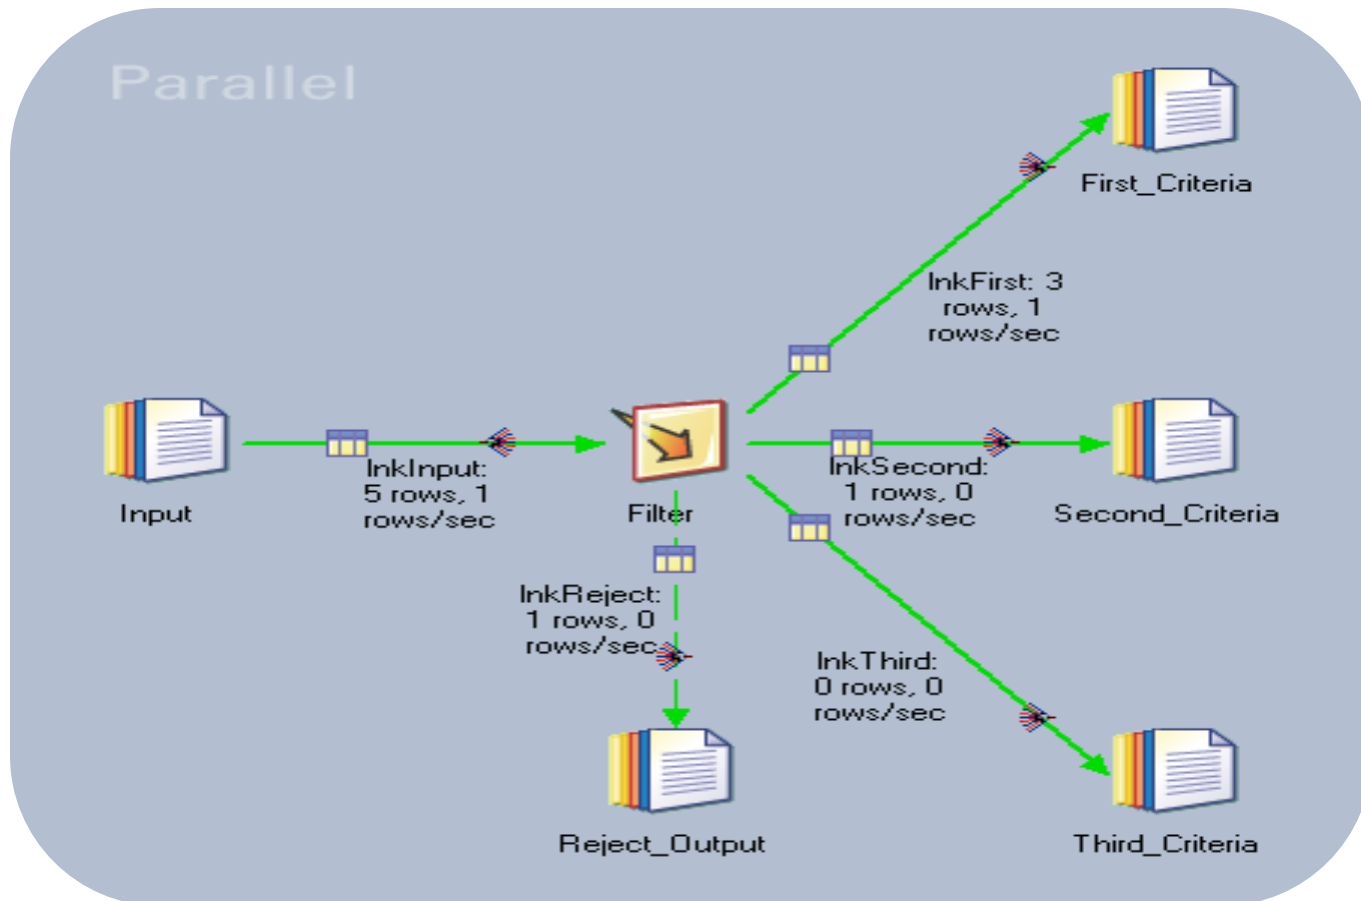 Parallel
First_Criteria
lnkFirst: 3
rows, 1
rows/sec
lnkInput:
5 rows, 1
rows/sec
Input
Filter
lnkSecond:
1 rows, 0
rows/sec
Second_Criteria
lnkReject:
1 rows, 0
rows/sec
lnkThird:
0 rows, 0
rows/sec
Reject_Output
Third_Criteria